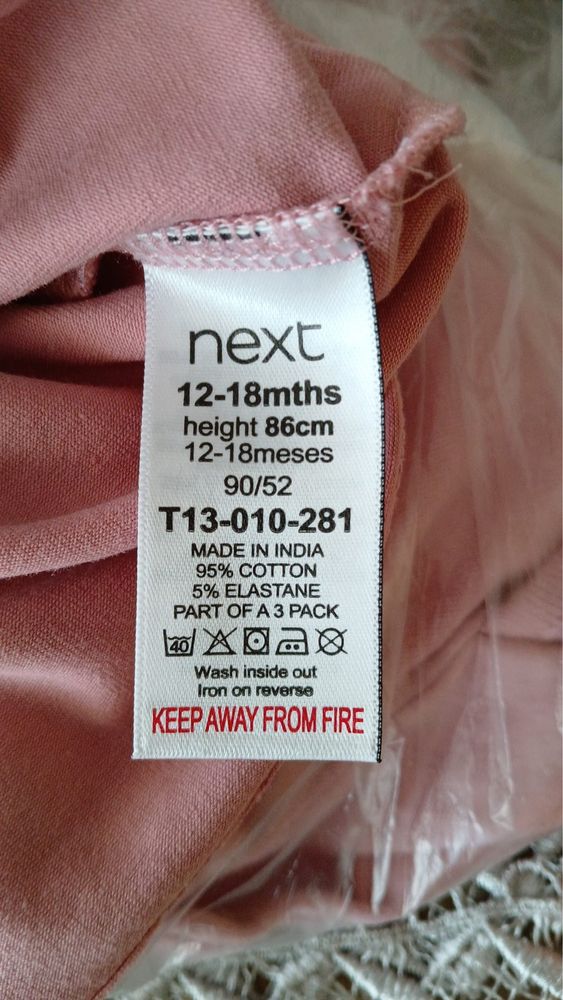 next
12-18mths
height 86cm
12-18meses
90/52
T13-010-281
MADE IN INDIA
95% COTTON
5% ELASTANE
PART OF A 3 PACK
40
Wash inside out
Iron on reverse
KEEP AWAY FROM FIRE